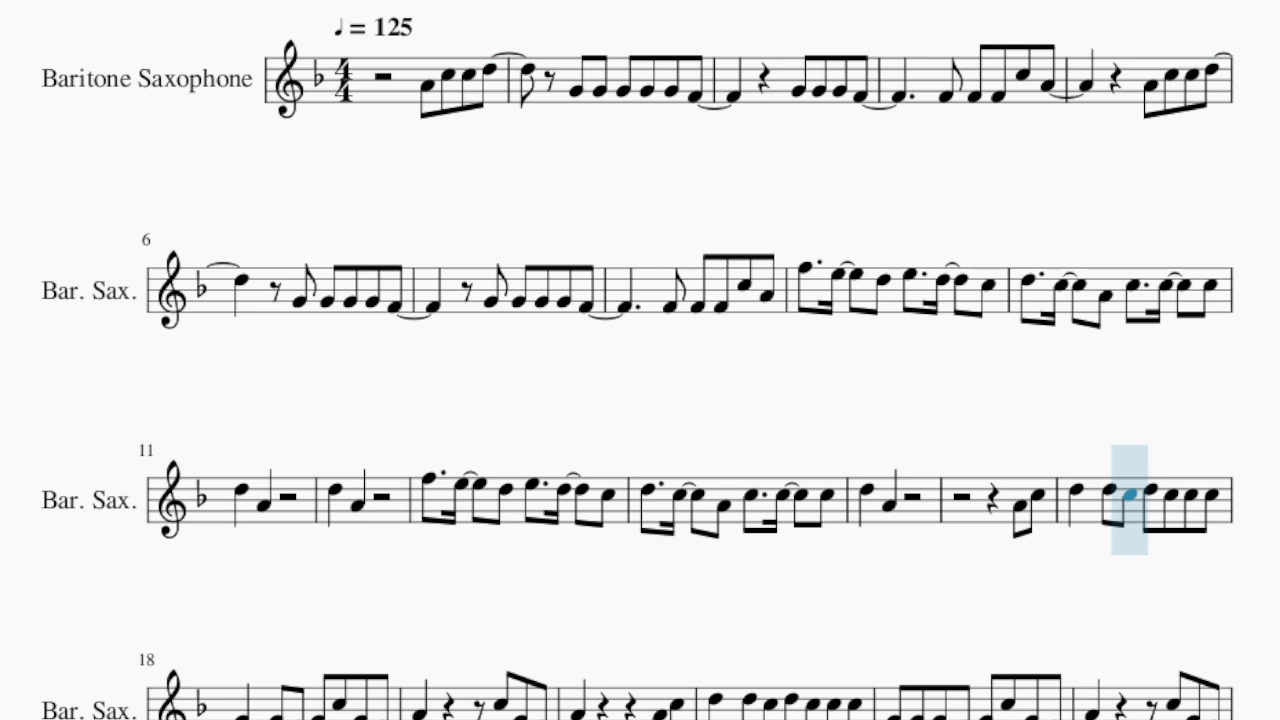 ♩ = 125
Baritone Saxophone
4
4
6
Bar. Sax.
11
Bar. Sax.
18
Bar. Sax.